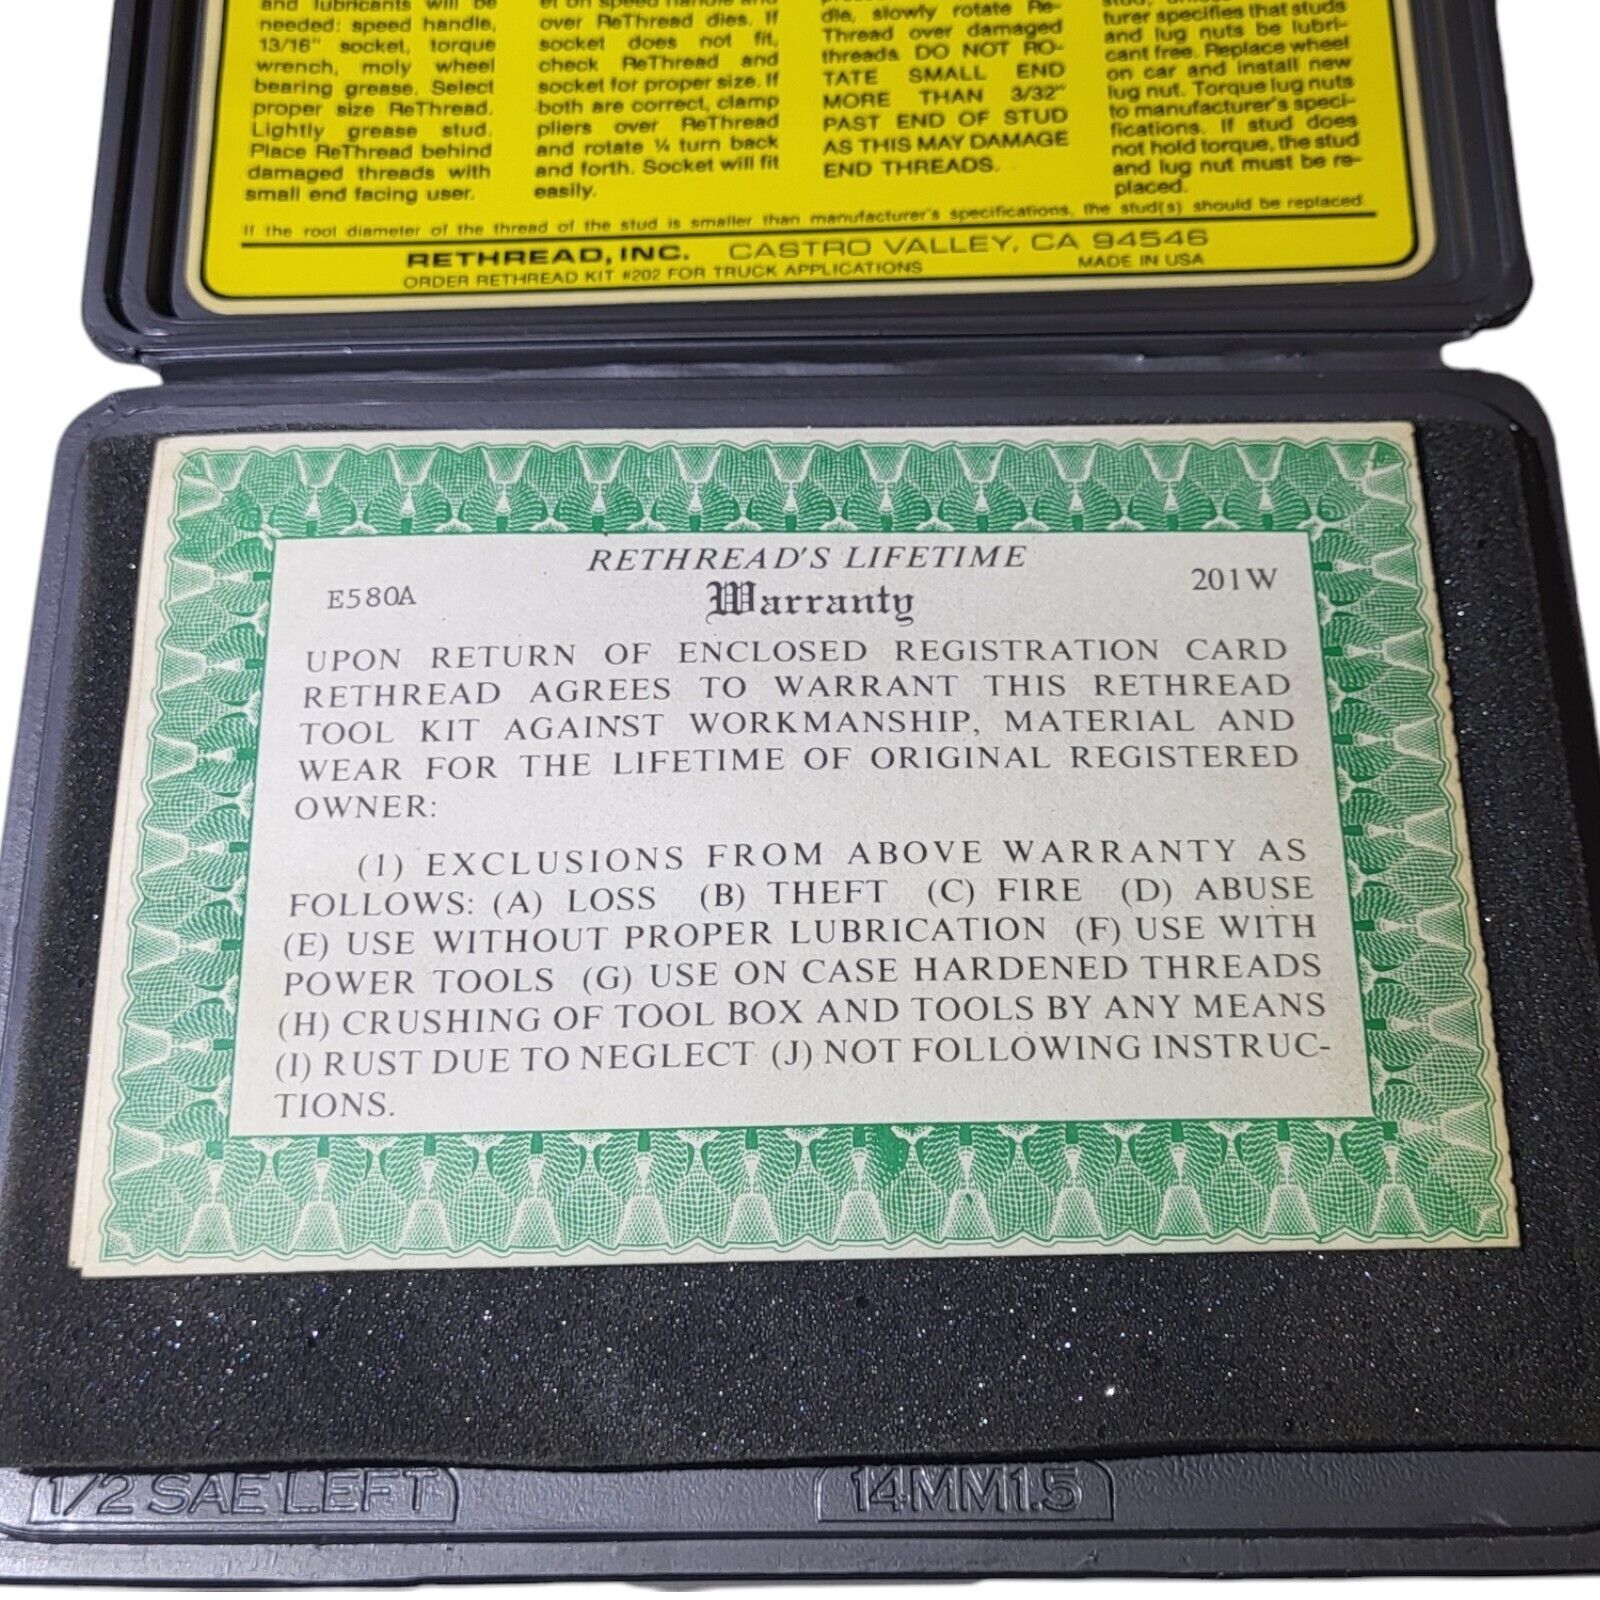 and lubricants will be
needed: speed handle,
13/16" socket, torque
wrench, moly wheel
bearing grease. Select
proper size ReThread.
Lightly grease stud.
Place ReThread behind
damaged threads with
small end facing user.
et on speed handle and
over ReThread dies. If
socket does not fit,
check ReThread and
socket for proper size. If
both are correct, clamp
pliers over ReThread
and rotate ¼ turn back
and forth. Socket will fit
easily.
die, slowly rotate Re-
Thread over damaged
threads DO NOT RO-
TATE SMALL END
MORE THAN 3/32"
PAST END OF STUD
AS THIS MAY DAMAGE
END THREADS.
turer specifies that studs
and lug nuts be lubri-
cant free. Replace wheel
on car and install new
lug nut. Torque lug nuts
to manufacturer's speci-
fications. If stud does
not hold torque, the stud
and lug nut must be re-
placed.
If the root diameter of the thread of the stud is smaller than manufacturer's specifications, the stud(s) should be replaced.
RETHREAD, INC. CASTRO VALLEY, CA 94546
ORDER RETHREAD KIT #202 FOR TRUCK APPLICATIONS MADE IN USA
RETHREAD'S LIFETIME
E580A Warranty 201W
UPON RETURN OF ENCLOSED REGISTRATION CARD
RETHREAD AGREES TO WARRANT THIS RETHREAD
TOOL KIT AGAINST WORKMANSHIP, MATERIAL AND
WEAR FOR THE LIFETIME OF ORIGINAL REGISTERED
OWNER:
(1) EXCLUSIONS FROM ABOVE WARRANTY AS
FOLLOWS: (A) LOSS (B) THEFT (C) FIRE (D) ABUSE
(E) USE WITHOUT PROPER LUBRICATION (F) USE WITH
POWER TOOLS (G) USE ON CASE HARDENED THREADS
(H) CRUSHING OF TOOL BOX AND TOOLS BY ANY MEANS
(I) RUST DUE TO NEGLECT (J) NOT FOLLOWING INSTRUC-
TIONS.
1/2 SAE LEFT 14MM1.5